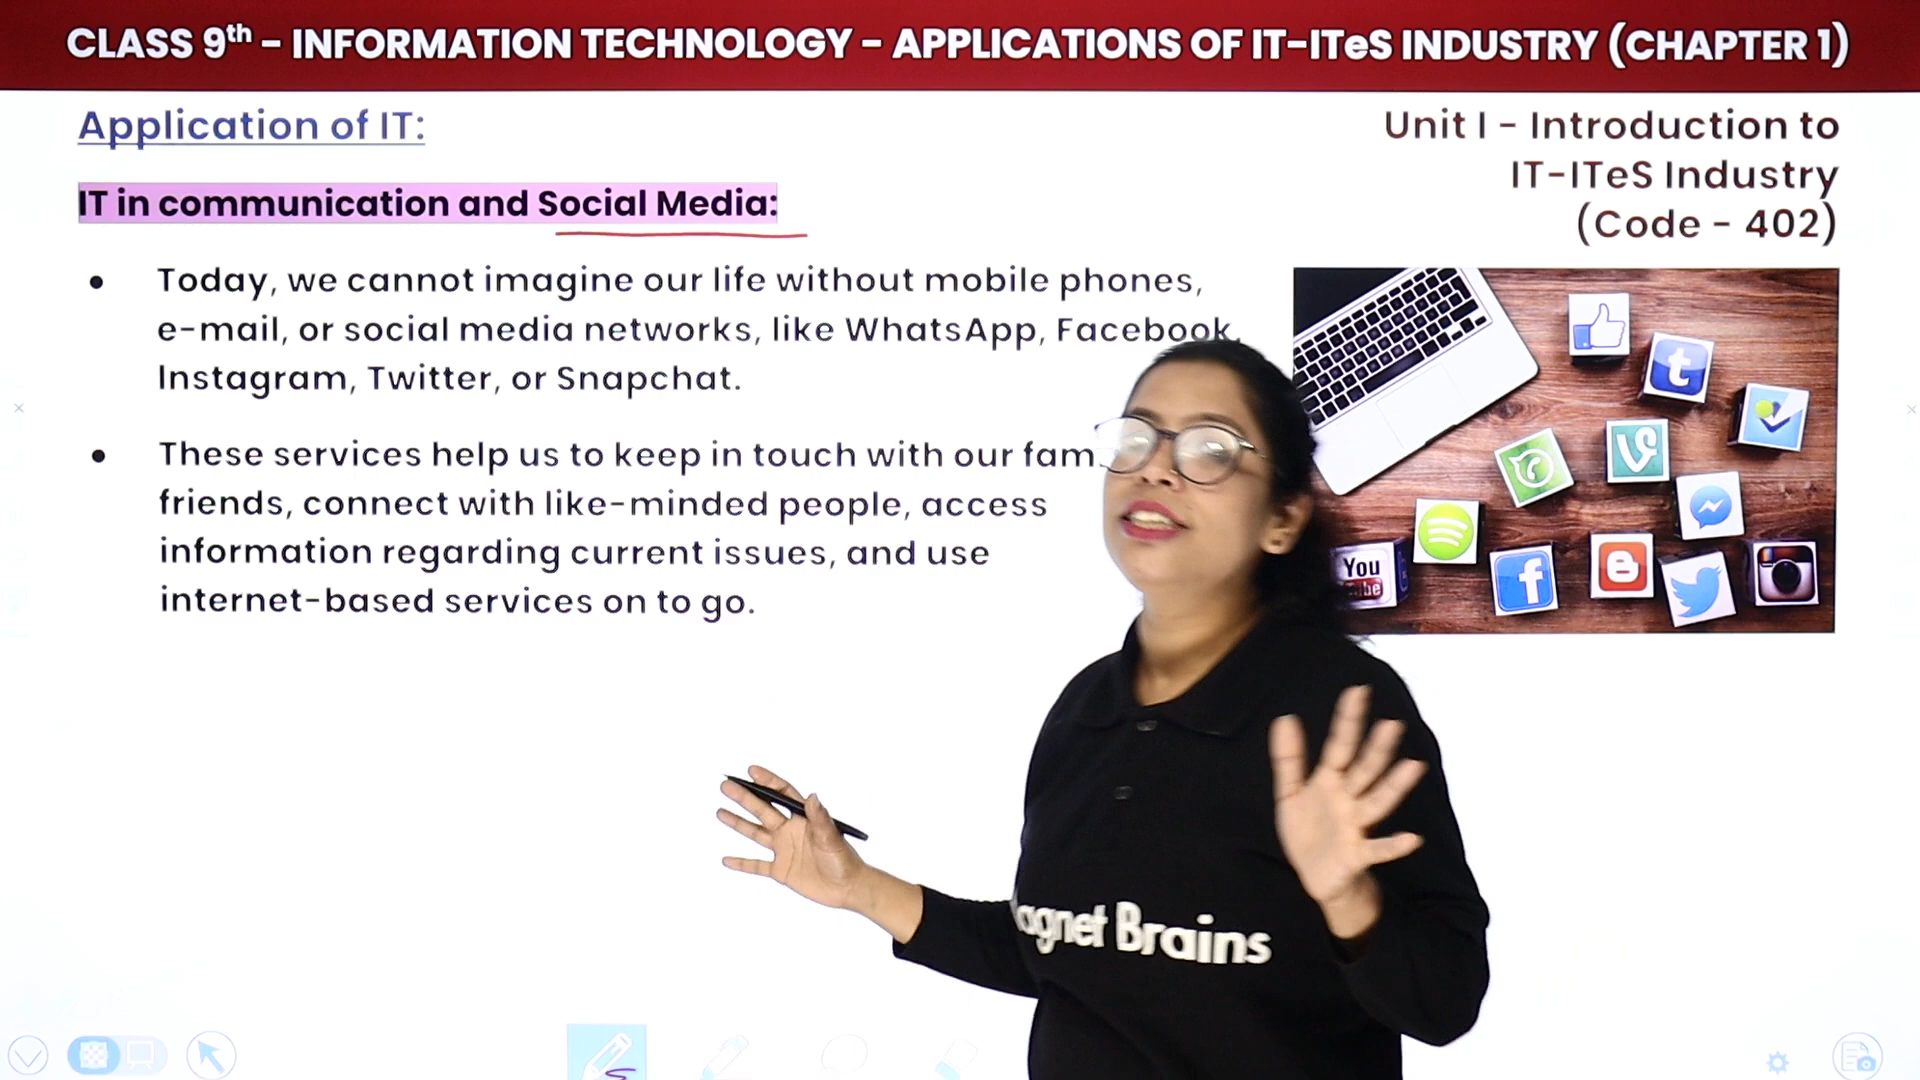 CLASS 9th - INFORMATION TECHNOLOGY - APPLICATIONS OF IT-ITeS INDUSTRY (CHAPTER 1)
Application of IT:
Unit I - Introduction to
IT-ITeS Industry
(Code - 402)
IT in communication and Social Media:
• Today, we cannot imagine our life without mobile phones,
e-mail, or social media networks, like WhatsApp, Facebook,
Instagram, Twitter, or Snapchat.
• These services help us to keep in touch with our
friends, connect with like-minded people, access
information regarding current issues, and use
internet-based services on to go.
You
Brains